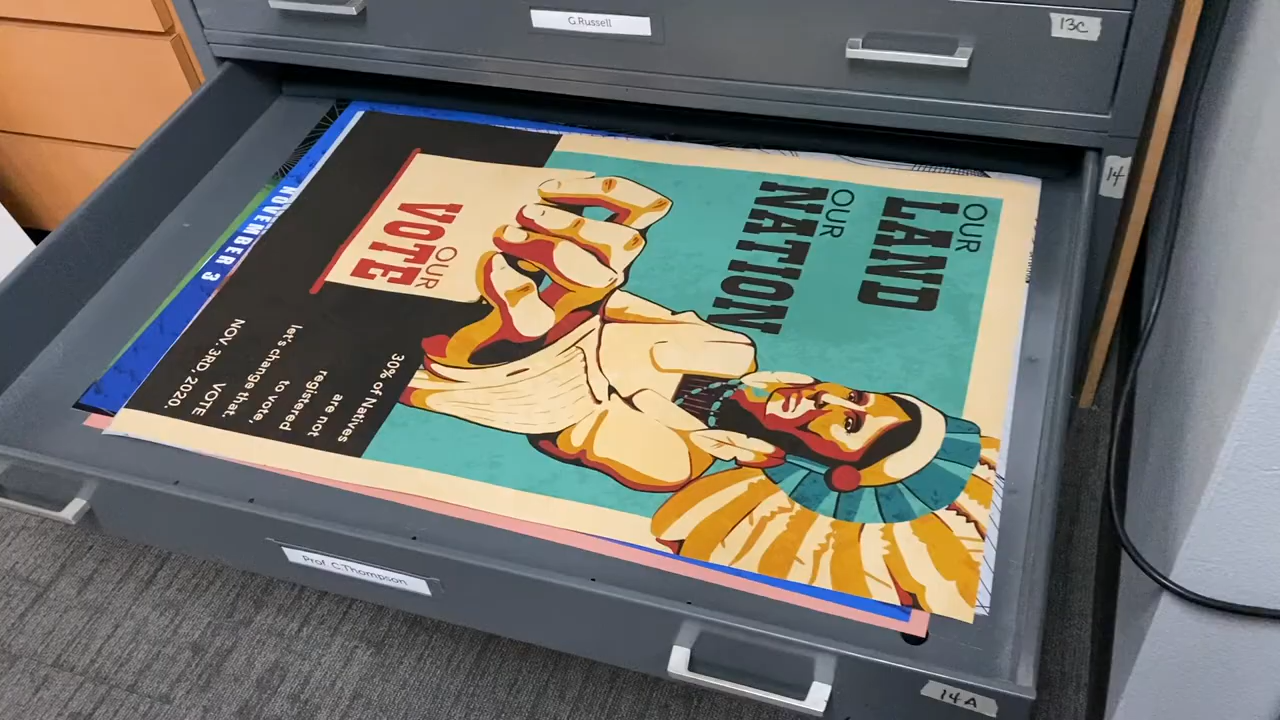 G.Russell
13C
14
OUR
LAND
OUR
NATION
OUR
VOTE
30% of Natives
are not
registered
to vote,
let's change that.
VOTE
NOV. 3RD, 2020.
NOVEMBER 3
Prof. C.Thompson
14A